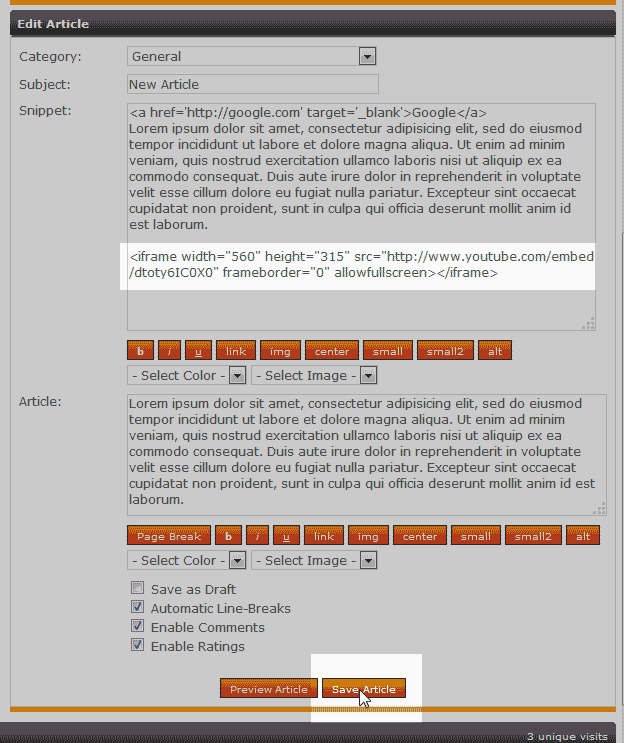 Edit Article
Category: General
Subject: New Article
Snippet: <a href='http://google.com' target='_blank'>Google</a>
Lorem ipsum dolor sit amet, consectetur adipisicing elit, sed do eiusmod
tempor incididunt ut labore et dolore magna aliqua. Ut enim ad minim
veniam, quis nostrud exercitation ullamco laboris nisi ut aliquip ex ea
commodo consequat. Duis aute irure dolor in reprehenderit in voluptate
velit esse cillum dolore eu fugiat nulla pariatur. Excepteur sint occaecat
cupidatat non proident, sunt in culpa qui officia deserunt mollit anim id
est laborum.
<iframe width="560" height="315" src="http://www.youtube.com/embed
/dtoty6IC0X0" frameborder="0" allowfullscreen></iframe>
b i u link img center small small2 alt
- Select Color - - Select Image -
Article: Lorem ipsum dolor sit amet, consectetur adipisicing elit, sed do eiusmod
tempor incididunt ut labore et dolore magna aliqua. Ut enim ad minim
veniam, quis nostrud exercitation ullamco laboris nisi ut aliquip ex ea
commodo consequat. Duis aute irure dolor in reprehenderit in voluptate
velit esse cillum dolore eu fugiat nulla pariatur. Excepteur sint occaecat
cupidatat non proident, sunt in culpa qui officia deserunt mollit anim id est
laborum.
Page Break b i u link img center small small2 alt
- Select Color - - Select Image -
Save as Draft
Automatic Line-Breaks
Enable Comments
Enable Ratings
Preview Article Save Article
3 unique visits